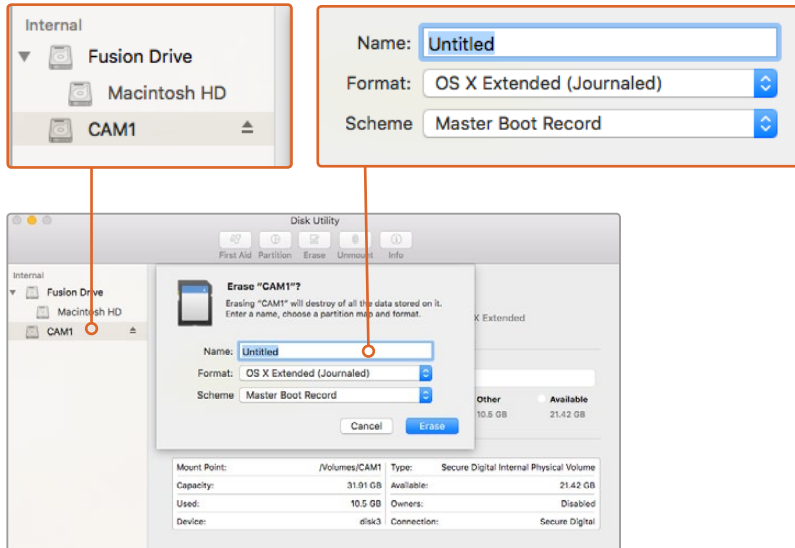 Internal
Fusion Drive
Macintosh HD
CAM1
Name: Untitled
Format: OS X Extended (Journaled)
Scheme Master Boot Record
Disk Utility
First Aid Partition Erase Unmount Info
Internal
Fusion Drive
Macintosh HD
CAM1
Erase “CAM1”?
Erasing “CAM1” will destroy of all the data stored on it.
Enter a name, choose a partition map and format.
X Extended
Name: Untitled
Format: OS X Extended (Journaled)
Scheme Master Boot Record
Cancel Erase
Other Available
10.5 GB 21.42 GB
Mount Point: /Volumes/CAM1 Type: Secure Digital Internal Physical Volume
Capacity: 31.91 GB Available: 21.42 GB
Used: 10.5 GB Owners: Disabled
Device: disk3 Connection: Secure Digital